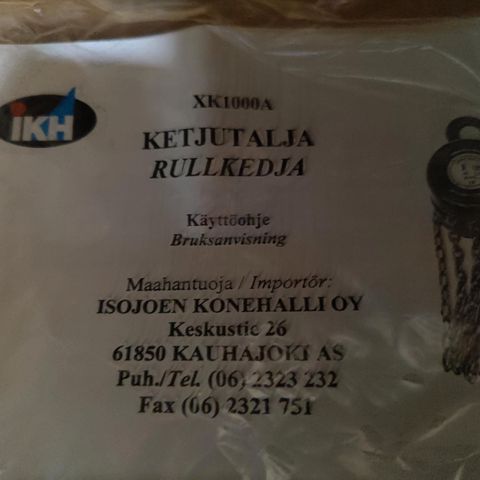 IKH
XK1000A
KETJUTALJA
RULLKEDJA
Käyttöohje
Bruksanvisning
Maahantuoja / Importör:
ISOJOEN KONEHALLI OY
Keskustie 26
61850 KAUHAJOKI AS
Puh./Tel. (06) 2323 232
Fax (06) 2321 751